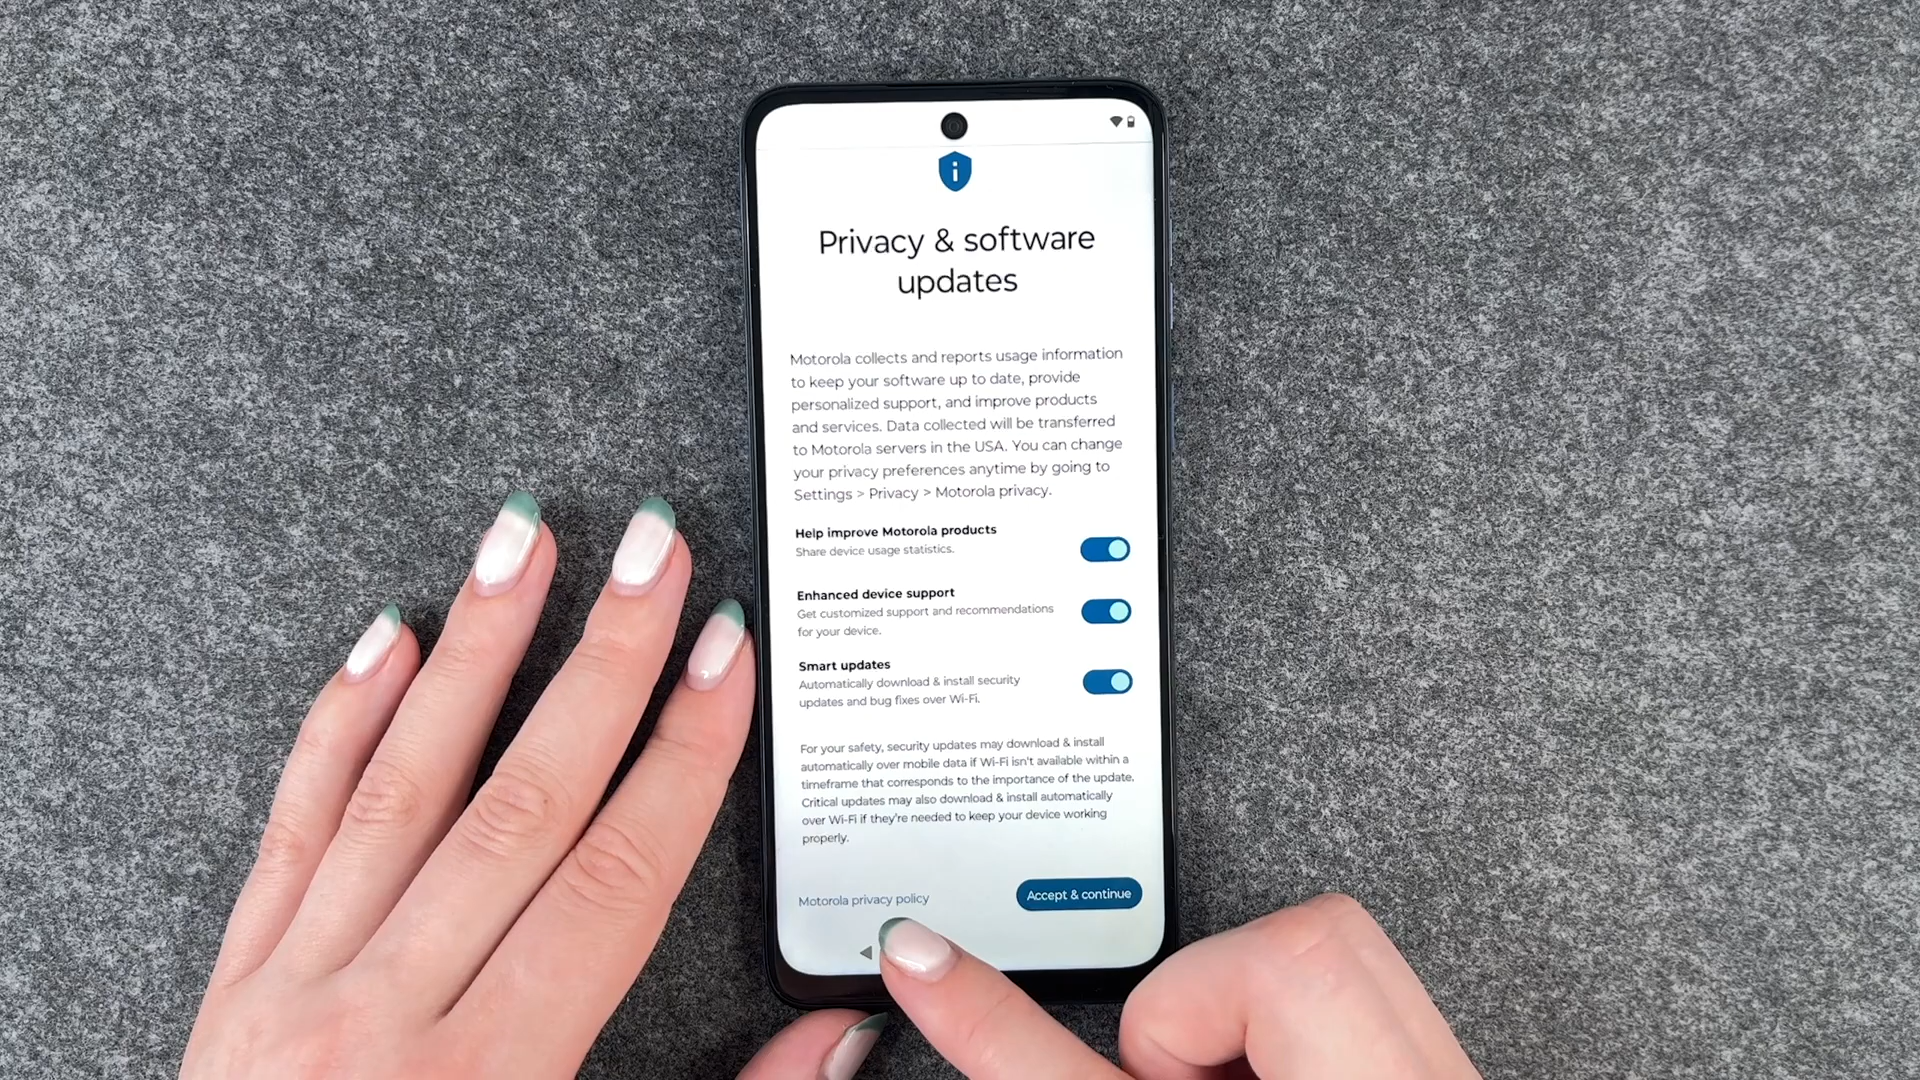 Privacy & software
updates
Motorola collects and reports usage information
to keep your software up to date, provide
personalized support, and improve products
and services. Data collected will be transferred
to Motorola servers in the USA. You can change
your privacy preferences anytime by going to
Settings > Privacy > Motorola privacy.
Help improve Motorola products
Share device usage statistics.
Enhanced device support
Get customized support and recommendations
for your device.
Smart updates
Automatically download & install security
updates and bug fixes over Wi-Fi.
For your safety, security updates may download & install
automatically over mobile data if Wi-Fi isn't available within a
timeframe that corresponds to the importance of the update.
Critical updates may also download & install automatically
over Wi-Fi if they're needed to keep your device working
properly.
Motorola privacy policy
Accept & continue